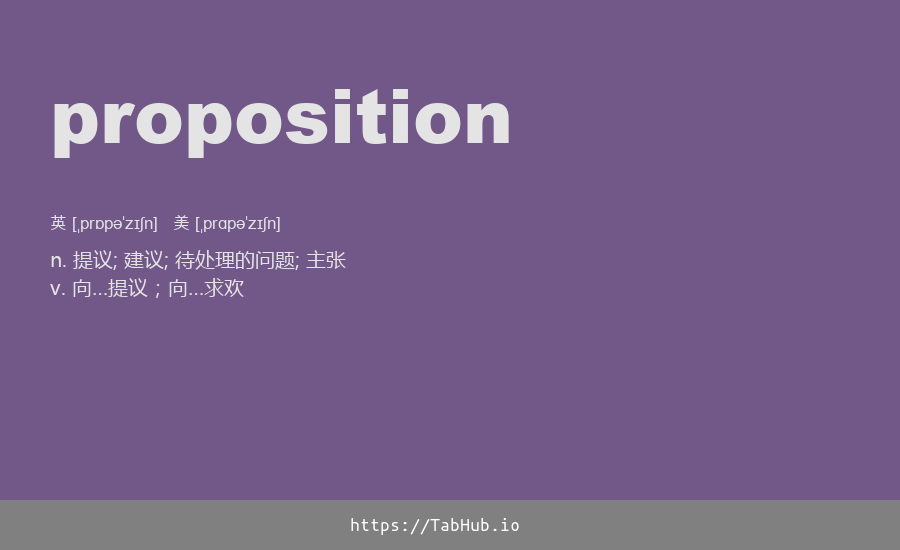 proposition
英 [ˌprɒpəˈzɪʃn] 美 [ˌprɑpəˈzɪʃn]
n. 提议; 建议; 待处理的问题; 主张
v. 向...提议；向...求欢
https://TabHub.io